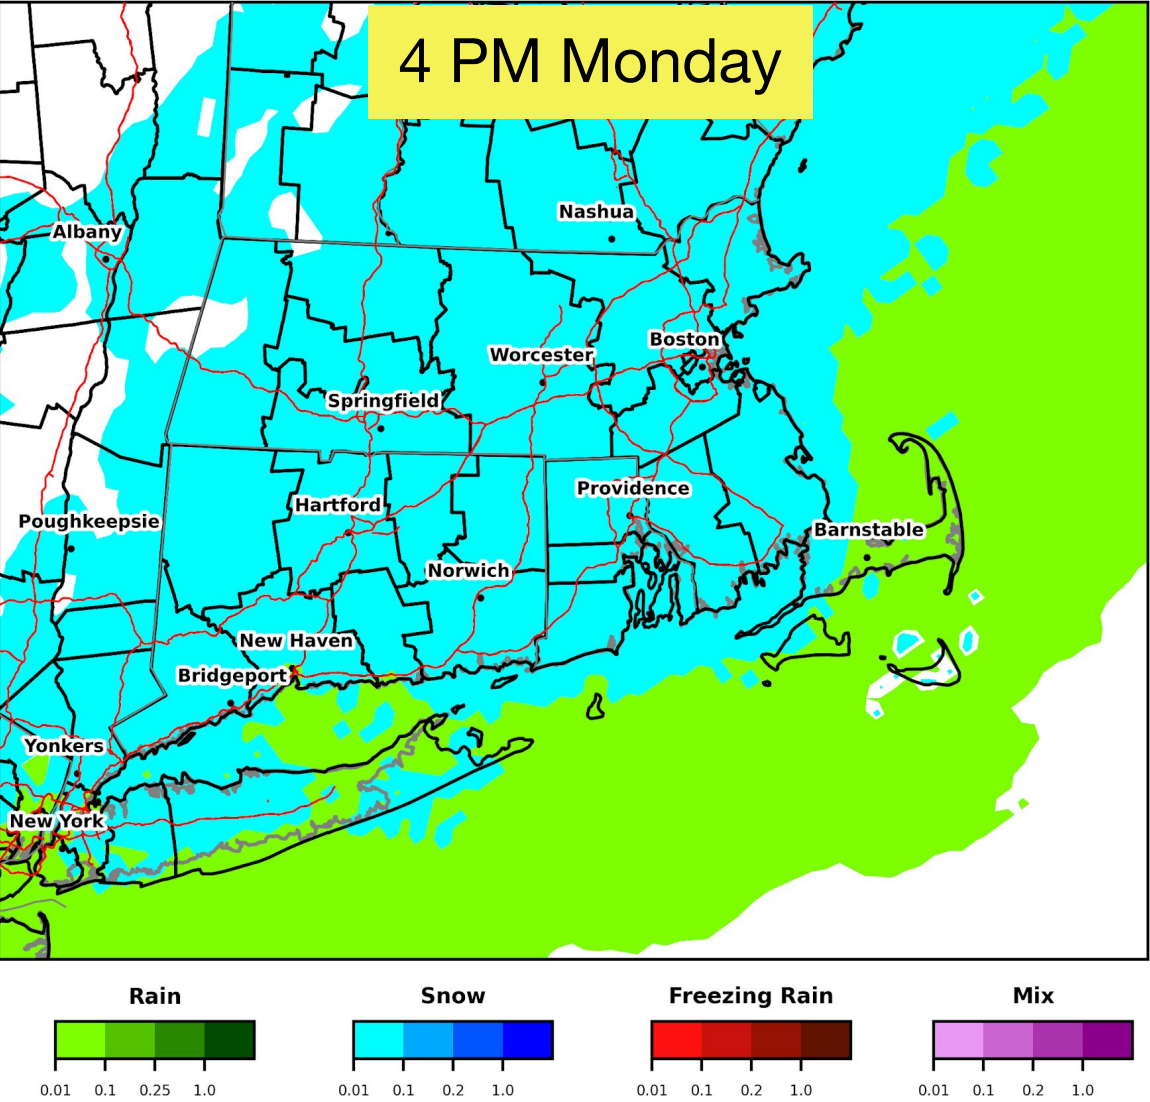 4 PM Monday
Nashua
Albany
Boston
Worcester
Springfield
Providence
Hartford
Poughkeepsie
Barnstable
Norwich
New Haven
Bridgeport
Yonkers
New York
Rain Snow Freezing Rain Mix
0.01 0.1 0.25 1.0 0.01 0.1 0.2 1.0 0.01 0.1 0.2 1.0 0.01 0.1 0.2 1.0